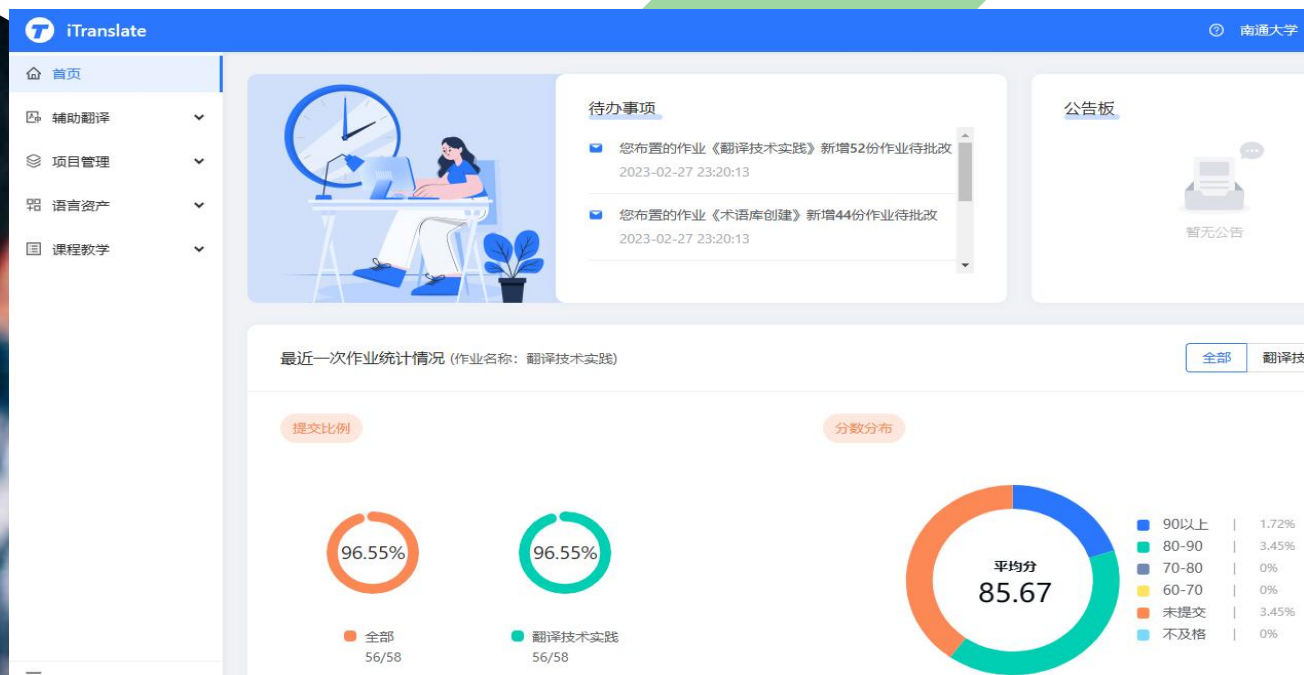 iTranslate
南通大学
首页
辅助翻译
项目管理
语言资产
课程教学
待办事项
您布置的作业《翻译技术实践》新增52份作业待批改
2023-02-27 23:20:13
您布置的作业《术语库创建》新增44份作业待批改
2023-02-27 23:20:13
公告板
暂无公告
最近一次作业统计情况 (作业名称：翻译技术实践)
全部
翻译技
提交比例
96.55%
96.55%
全部
56/58
翻译技术实践
56/58
分数分布
平均分
85.67
90以上 | 1.72%
80-90 | 3.45%
70-80 | 0%
60-70 | 0%
未提交 | 3.45%
不及格 | 0%